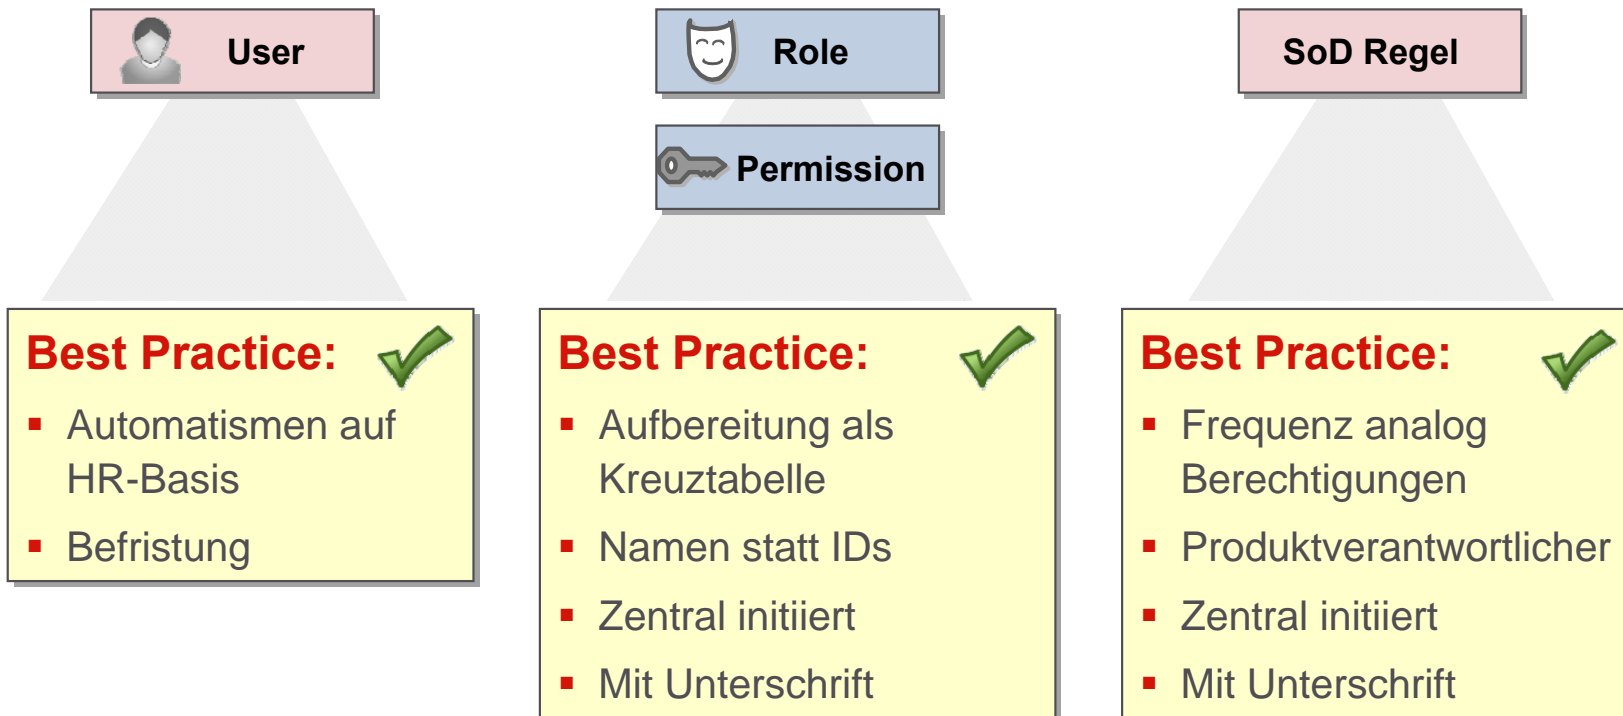 User
Role
Permission
SoD Regel
Best Practice:
Automatismen auf
HR-Basis
Befristung
Best Practice:
Aufbereitung als
Kreuztabelle
Namen statt IDs
Zentral initiiert
Mit Unterschrift
Best Practice:
Frequenz analog
Berechtigungen
Produktverantwortlicher
Zentral initiiert
Mit Unterschrift